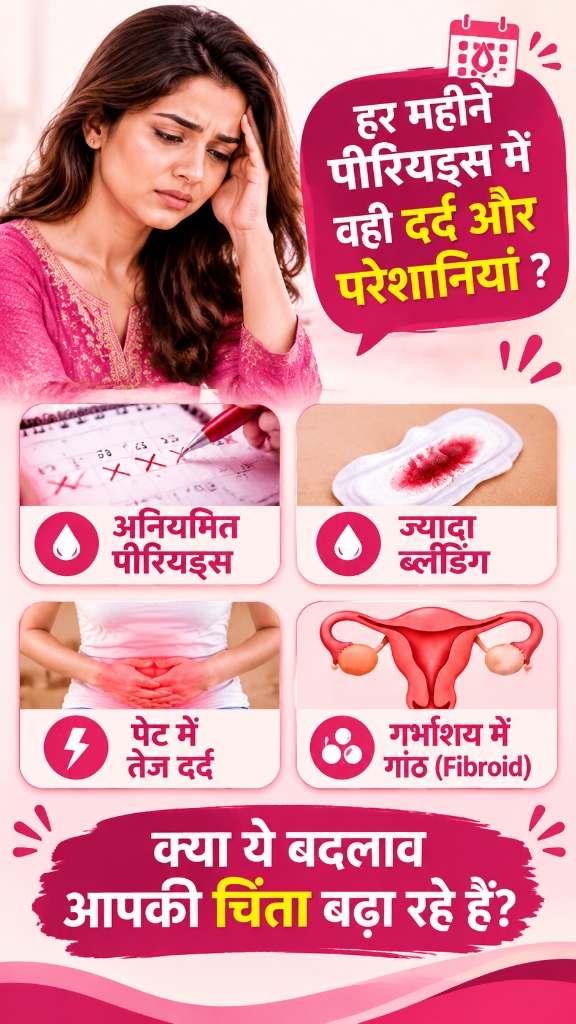 हर महीने
पीरियड्स में
वही दर्द और
परेशानियां ?
अनियमित
पीरियड्स
ज्यादा
ब्लीडिंग
पेट में
तेज दर्द
गर्भाशय में
गांठ (Fibroid)
क्या ये बदलाव
आपकी चिंता बढ़ा रहे हैं?